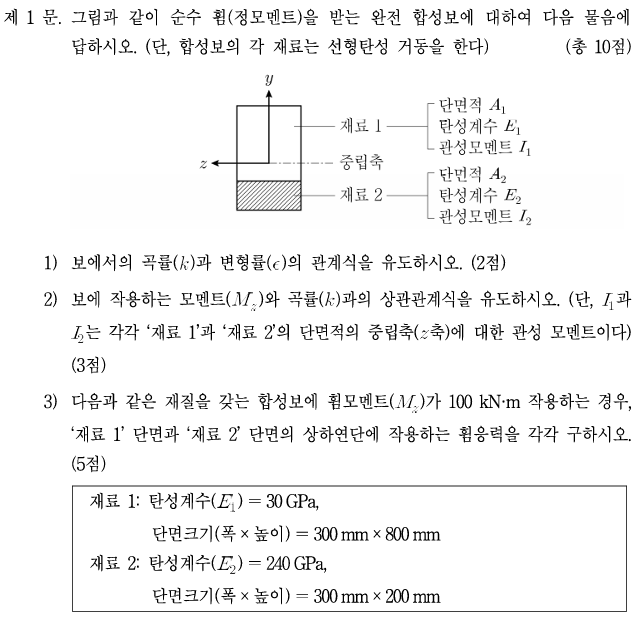 제 1 문. 그림과 같이 순수 휨(정모멘트)을 받는 완전 합성보에 대하여 다음 물음에
답하시오. (단, 합성보의 각 재료는 선형탄성 거동을 한다) (총 10점)
y
단면적 A₁
재료 1
탄성계수 E₁
관성모멘트 I₁
z
중립축
단면적 A₂
재료 2
탄성계수 E₂
관성모멘트 I₂
1) 보에서의 곡률(k)과 변형률(ϵ)의 관계식을 유도하시오. (2점)
2) 보에 작용하는 모멘트(M_z)와 곡률(k)과의 상관관계식을 유도하시오. (단, I₁과
I₂는 각각 ‘재료 1’과 ‘재료 2’의 단면적의 중립축(z축)에 대한 관성 모멘트이다)
(3점)
3) 다음과 같은 재질을 갖는 합성보에 휨모멘트(M_z)가 100 kN·m 작용하는 경우,
‘재료 1’ 단면과 ‘재료 2’ 단면의 상하연단에 작용하는 휨응력을 각각 구하시오.
(5점)
재료 1: 탄성계수(E₁) = 30 GPa,
단면크기(폭 × 높이) = 300 mm × 800 mm
재료 2: 탄성계수(E₂) = 240 GPa,
단면크기(폭 × 높이) = 300 mm × 200 mm